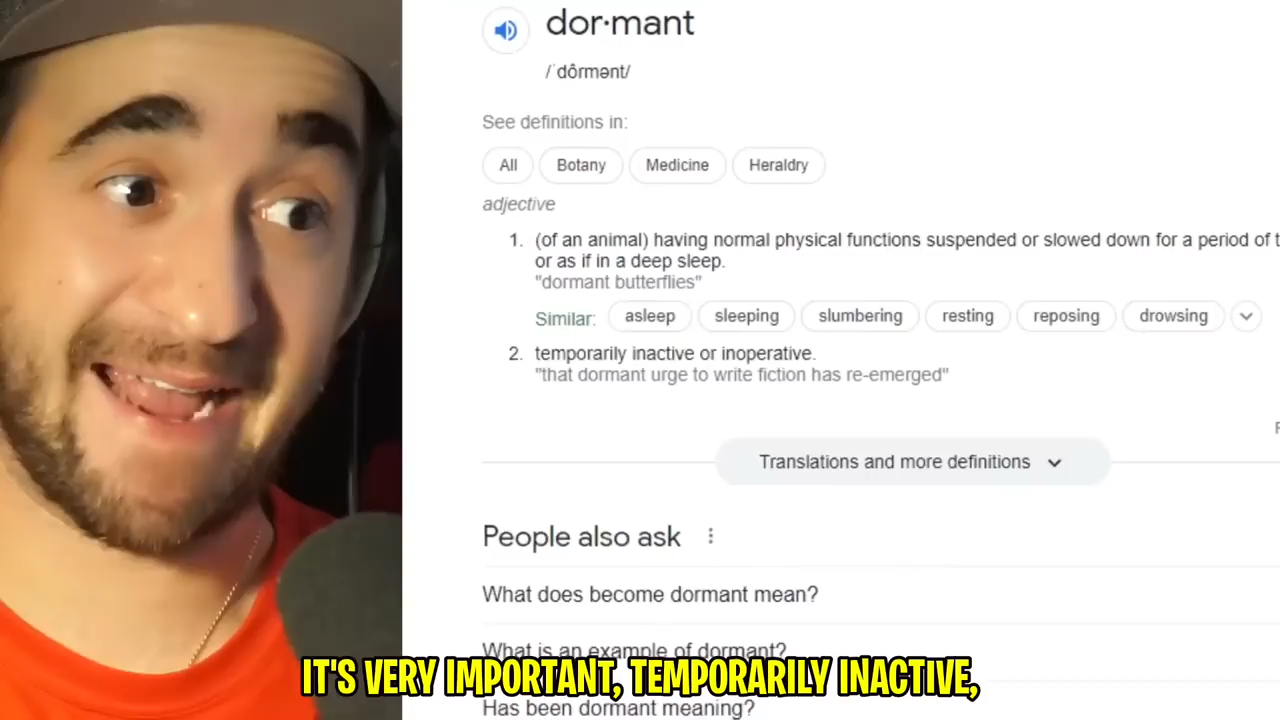 dor·mant
/ˈdôrmənt/
See definitions in:
All Botany Medicine Heraldry
adjective
1. (of an animal) having normal physical functions suspended or slowed down for a period of
or as if in a deep sleep.
"dormant butterflies"
Similar: asleep sleeping slumbering resting reposing drowsing
2. temporarily inactive or inoperative.
"that dormant urge to write fiction has re-emerged"
Translations and more definitions
People also ask
What does become dormant mean?
What is an example of dormant?
IT'S VERY IMPORTANT, TEMPORARILY INACTIVE,
Has been dormant meaning?